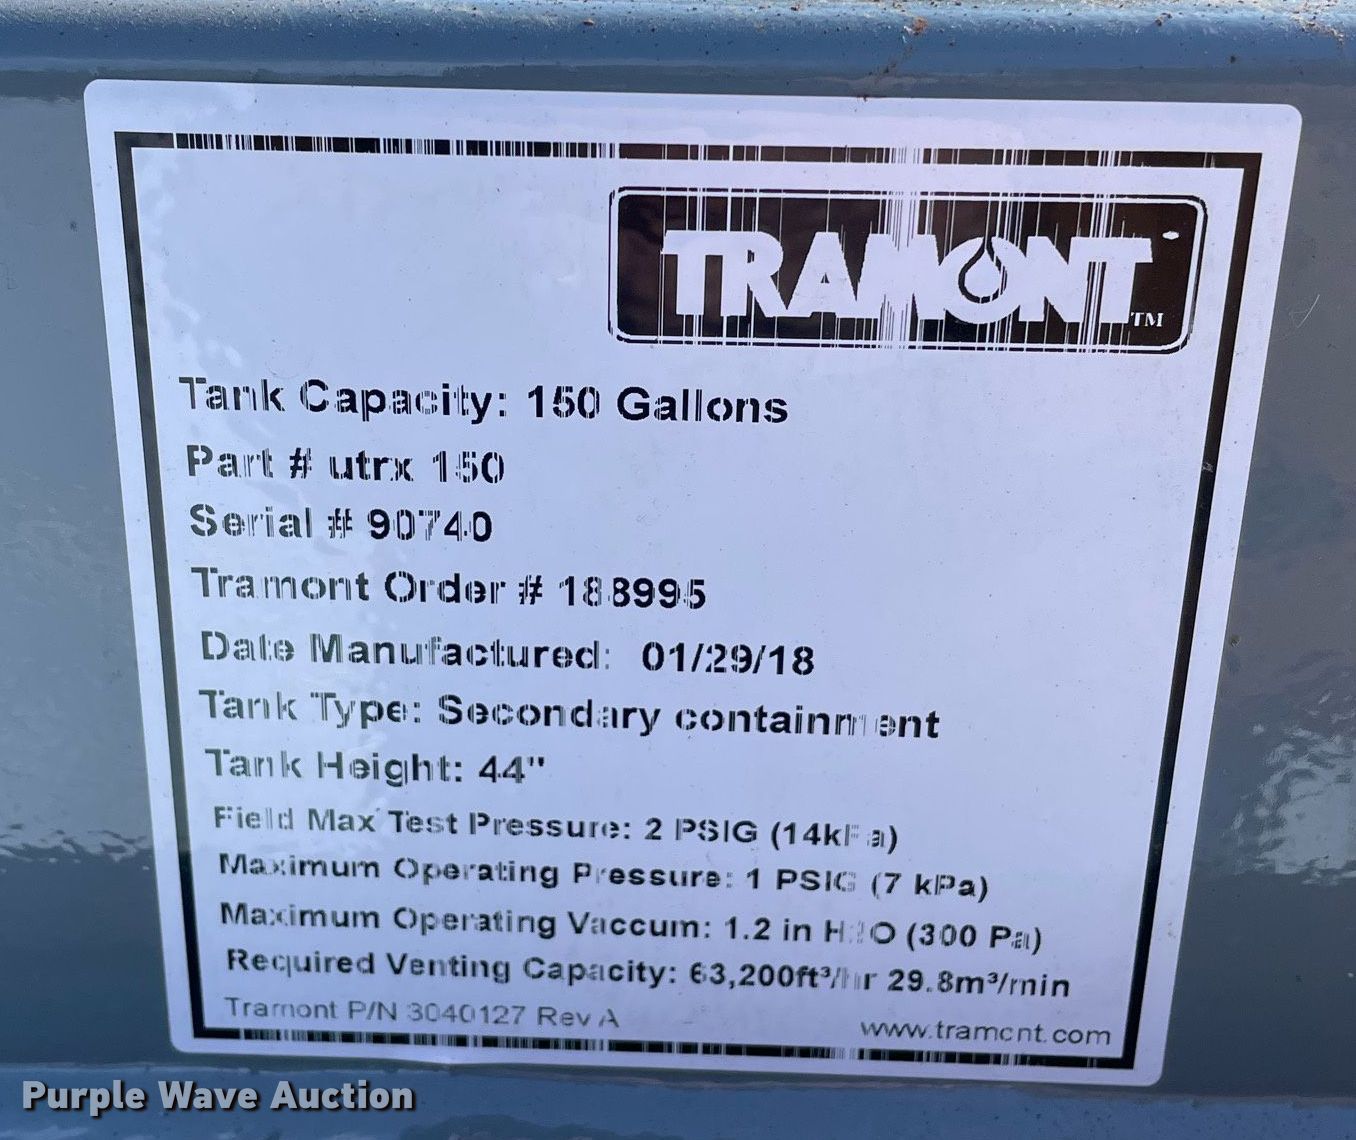 TRAMONT TM
Tank Capacity: 150 Gallons
Part # utrx 150
Serial # 90740
Tramont Order # 188995
Date Manufactured: 01/29/18
Tank Type: Secondary containment
Tank Height: 44"
Field Max Test Pressure: 2 PSIG (14kPa)
Maximum Operating Pressure: 1 PSIG (7 kPa)
Maximum Operating Vaccum: 1.2 in H2O (300 Pa)
Required Venting Capacity: 63,200ft³/hr 29.8m³/min
Tramont P/N 3040127 Rev A
www.tramont.com
Purple Wave Auction